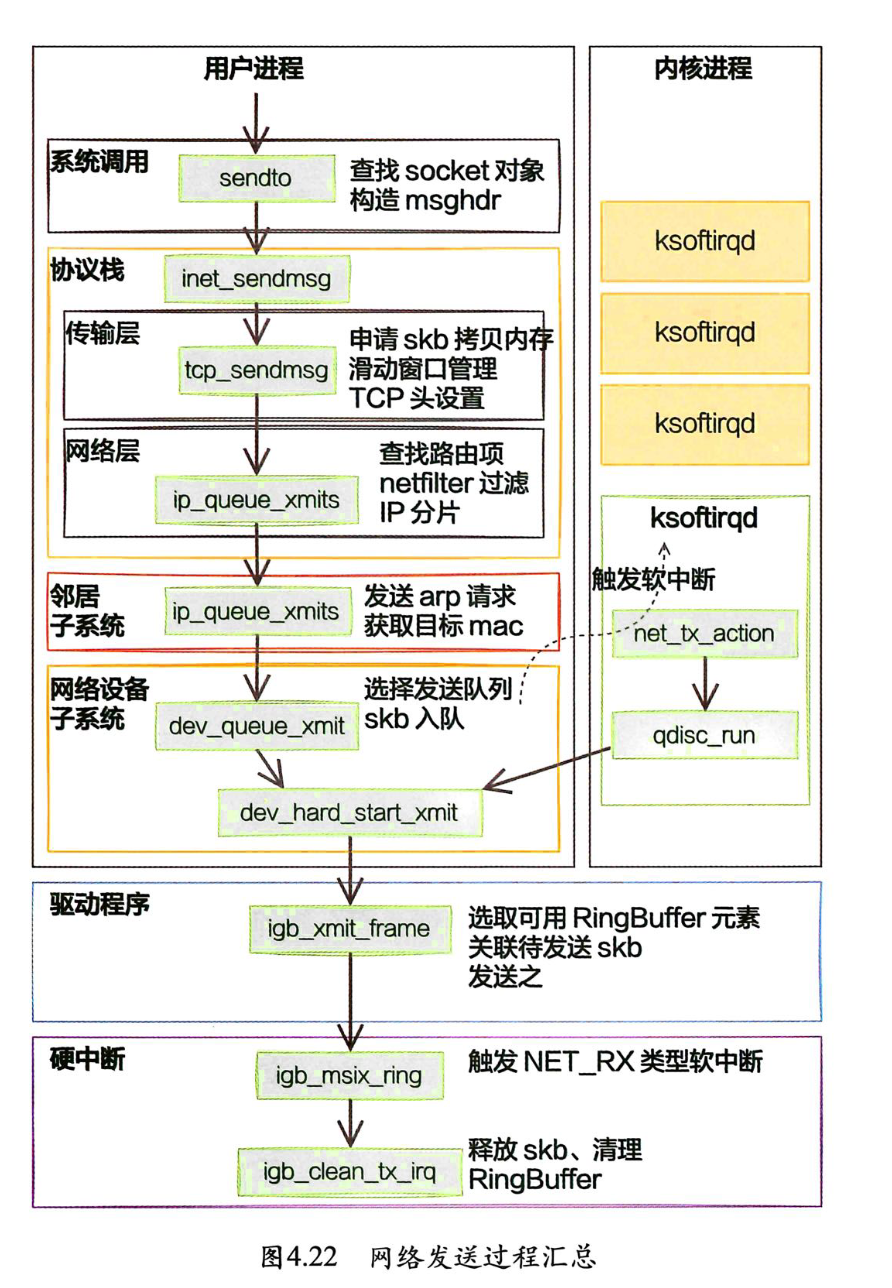 用户进程
内核进程
系统调用
sendto
查找 socket 对象
构造 msghdr
协议栈
inet_sendmsg
传输层
tcp_sendmsg
申请 skb 拷贝内存
滑动窗口管理
TCP 头设置
网络层
ip_queue_xmits
查找路由项
netfilter 过滤
IP 分片
邻居
子系统
ip_queue_xmits
发送 arp 请求
获取目标 mac
网络设备
子系统
dev_queue_xmit
选择发送队列
skb 入队
dev_hard_start_xmit
ksoftirqd
ksoftirqd
ksoftirqd
ksoftirqd
触发软中断
net_tx_action
qdisc_run
驱动程序
igb_xmit_frame
选取可用 RingBuffer 元素
关联待发送 skb
发送之
硬中断
igb_msix_ring
触发 NET_RX 类型软中断
igb_clean_tx_irq
释放 skb、清理
RingBuffer
图4.22 网络发送过程汇总